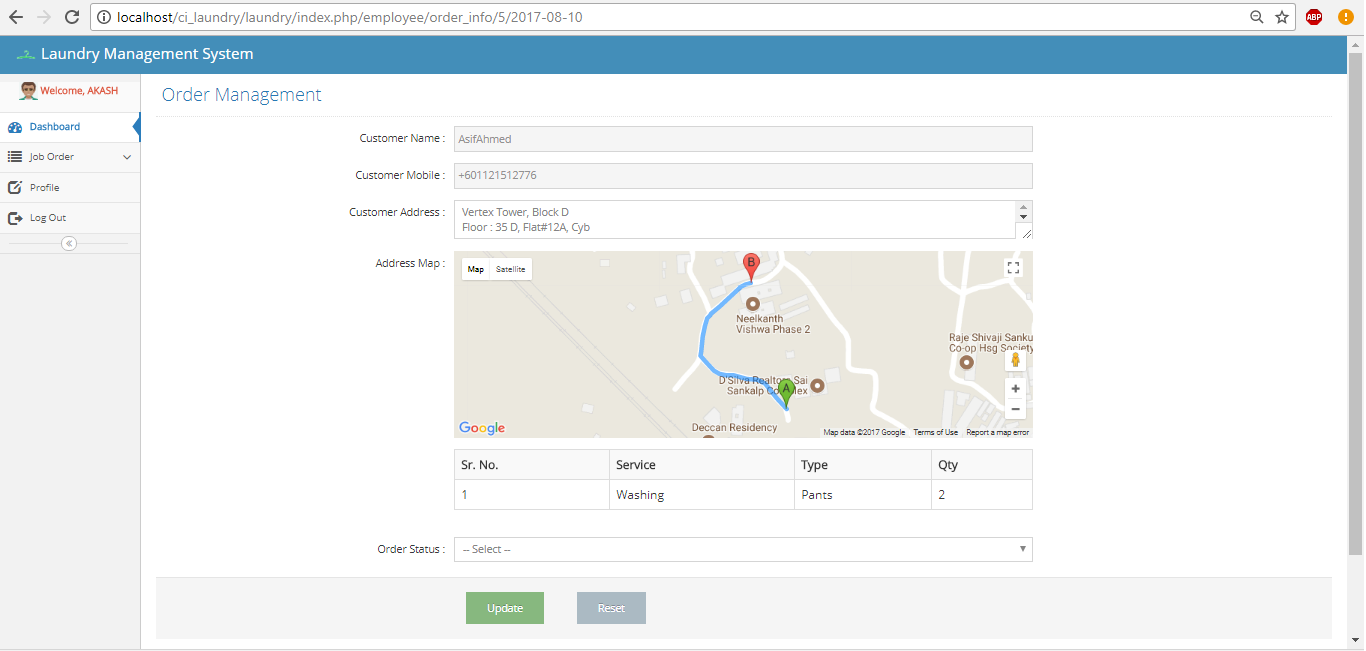 localhost/ci_laundry/laundry/index.php/employee/order_info/5/2017-08-10
ABP
Laundry Management System
Welcome, AKASH
Dashboard
Job Order
Profile
Log Out
Order Management
Customer Name :
AsifAhmed
Customer Mobile :
+601121512776
Customer Address :
Vertex Tower, Block D
Floor : 35 D, Flat#12A, Cyb
Address Map :
Map Satellite
B
Neelkanth
Vishwa Phase 2
Raje Shivaji Sanku
Co-op Hsg Society
D'Silva Realtors Sai
Sankalp Complex
A
Deccan Residency
Google
Map data ©2017 Google Terms of Use Report a map error
Sr. No. Service Type Qty
1 Washing Pants 2
Order Status :
-- Select --
Update Reset